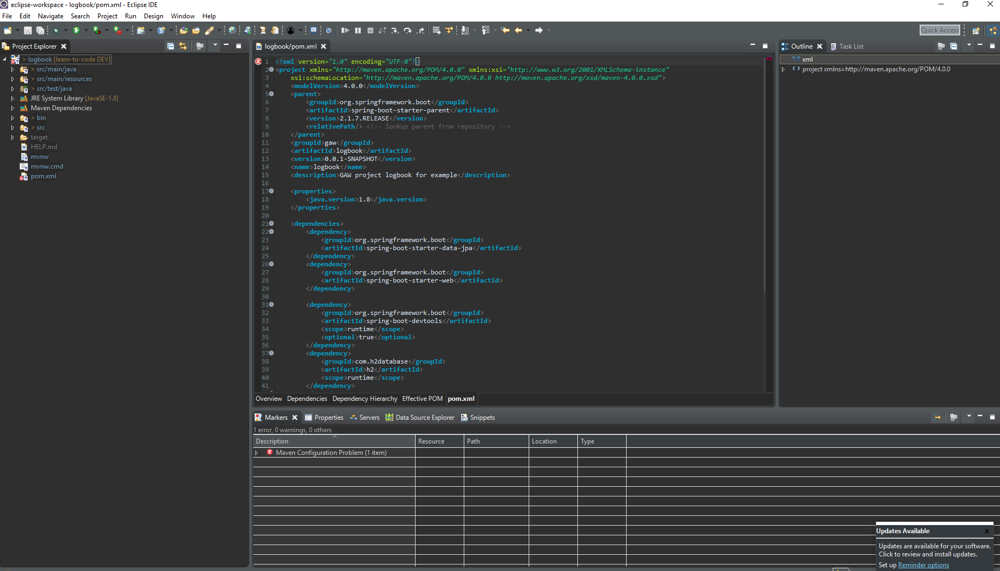 eclipse-workspace - logbook/pom.xml - Eclipse IDE
File Edit Navigate Search Project Run Design Window Help
Quick Access
Project Explorer
> logbook [learn-to-code DEV]
> src/main/java
> src/main/resources
> src/test/java
JRE System Library [JavaSE-1.8]
Maven Dependencies
> bin
> src
target
HELP.md
mvnw
mvnw.cmd
pom.xml
logbook/pom.xml
1 <?xml version="1.0" encoding="UTF-8"?>
2 <project xmlns="http://maven.apache.org/POM/4.0.0" xmlns:xsi="http://www.w3.org/2001/XMLSchema-instance"
3 xsi:schemaLocation="http://maven.apache.org/POM/4.0.0 http://maven.apache.org/xsd/maven-4.0.0.xsd">
4 <modelVersion>4.0.0</modelVersion>
5 <parent>
6 <groupId>org.springframework.boot</groupId>
7 <artifactId>spring-boot-starter-parent</artifactId>
8 <version>2.1.7.RELEASE</version>
9 <relativePath/> <!-- lookup parent from repository -->
10 </parent>
11 <groupId>gaw</groupId>
12 <artifactId>logbook</artifactId>
13 <version>0.0.1-SNAPSHOT</version>
14 <name>logbook</name>
15 <description>GAW project logbook for example</description>
16
17 <properties>
18 <java.version>1.8</java.version>
19 </properties>
20
21 <dependencies>
22 <dependency>
23 <groupId>org.springframework.boot</groupId>
24 <artifactId>spring-boot-starter-data-jpa</artifactId>
25 </dependency>
26 <dependency>
27 <groupId>org.springframework.boot</groupId>
28 <artifactId>spring-boot-starter-web</artifactId>
29 </dependency>
30
31 <dependency>
32 <groupId>org.springframework.boot</groupId>
33 <artifactId>spring-boot-devtools</artifactId>
34 <scope>runtime</scope>
35 <optional>true</optional>
36 </dependency>
37 <dependency>
38 <groupId>com.h2database</groupId>
39 <artifactId>h2</artifactId>
40 <scope>runtime</scope>
41 </dependency>
Overview Dependencies Dependency Hierarchy Effective POM pom.xml
Outline Task List
?? xml
<> project xmlns=http://maven.apache.org/POM/4.0.0
Markers Properties Servers Data Source Explorer Snippets
1 error, 0 warnings, 0 others
Description Resource Path Location Type
Maven Configuration Problem (1 item)
Updates Available
Updates are available for your software.
Click to review and install updates.
Set up Reminder options